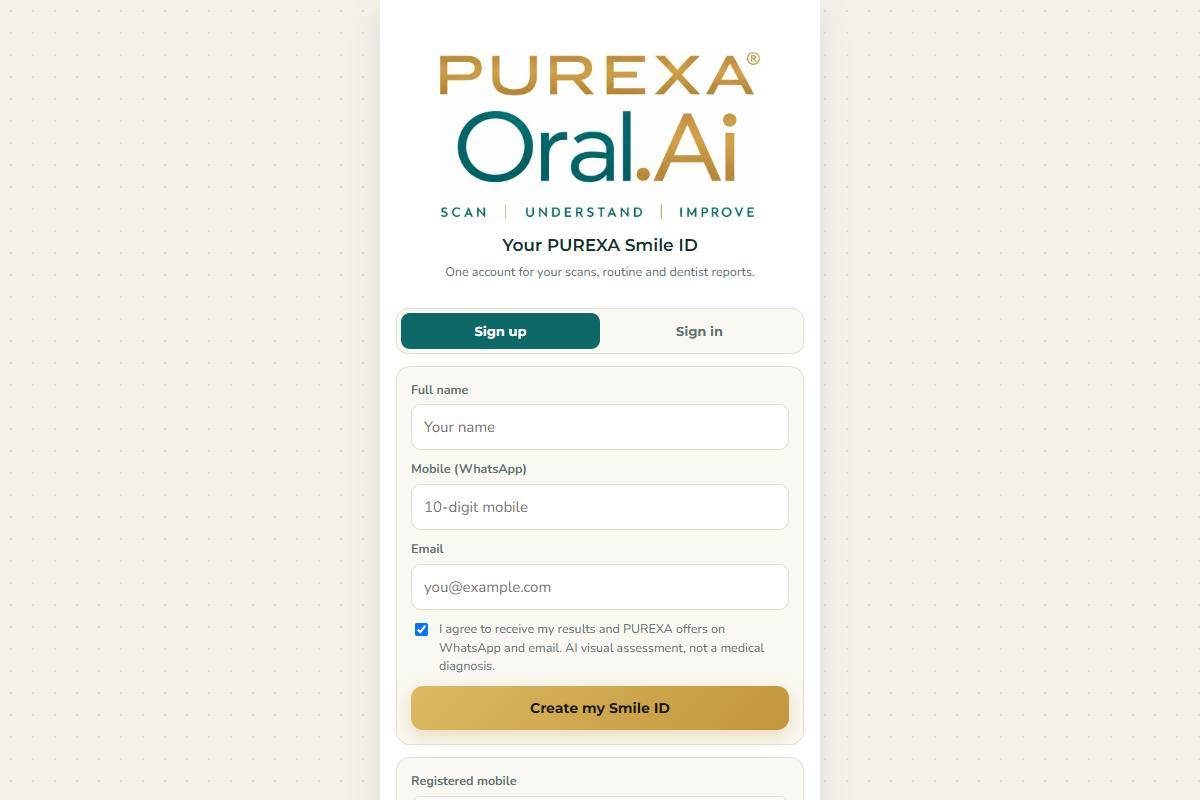 PUREXA®
Oral.Ai
SCAN | UNDERSTAND | IMPROVE
Your PUREXA Smile ID
One account for your scans, routine and dentist reports.
Sign up
Sign in
Full name
Your name
Mobile (WhatsApp)
10-digit mobile
Email
you@example.com
I agree to receive my results and PUREXA offers on
WhatsApp and email. AI visual assessment, not a medical
diagnosis.
Create my Smile ID
Registered mobile